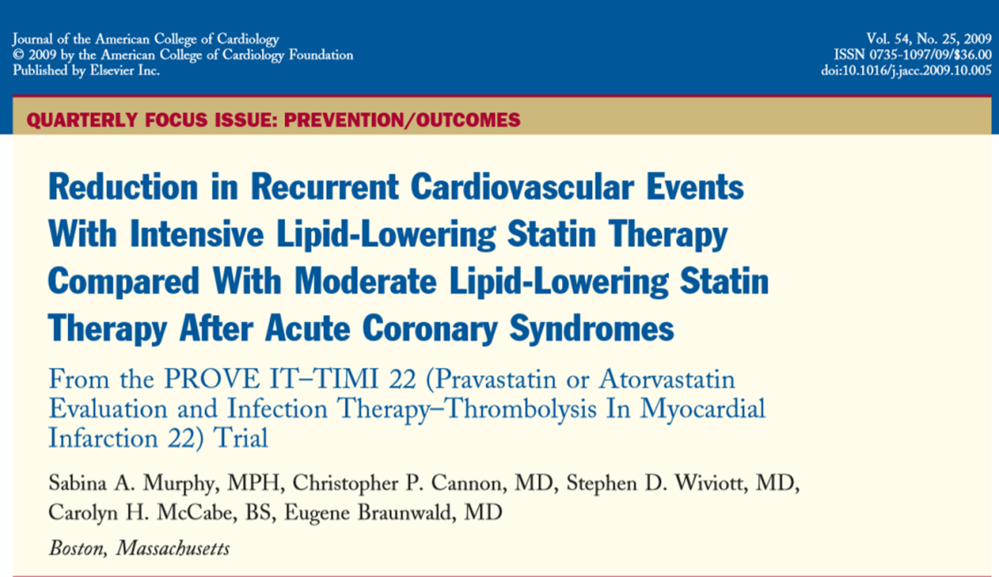 Journal of the American College of Cardiology
© 2009 by the American College of Cardiology Foundation
Published by Elsevier Inc.
Vol. 54, No. 25, 2009
ISSN 0735-1097/09/$36.00
doi:10.1016/j.jacc.2009.10.005
QUARTERLY FOCUS ISSUE: PREVENTION/OUTCOMES
Reduction in Recurrent Cardiovascular Events
With Intensive Lipid-Lowering Statin Therapy
Compared With Moderate Lipid-Lowering Statin
Therapy After Acute Coronary Syndromes
From the PROVE IT–TIMI 22 (Pravastatin or Atorvastatin
Evaluation and Infection Therapy–Thrombolysis In Myocardial
Infarction 22) Trial
Sabina A. Murphy, MPH, Christopher P. Cannon, MD, Stephen D. Wiviott, MD,
Carolyn H. McCabe, BS, Eugene Braunwald, MD
Boston, Massachusetts